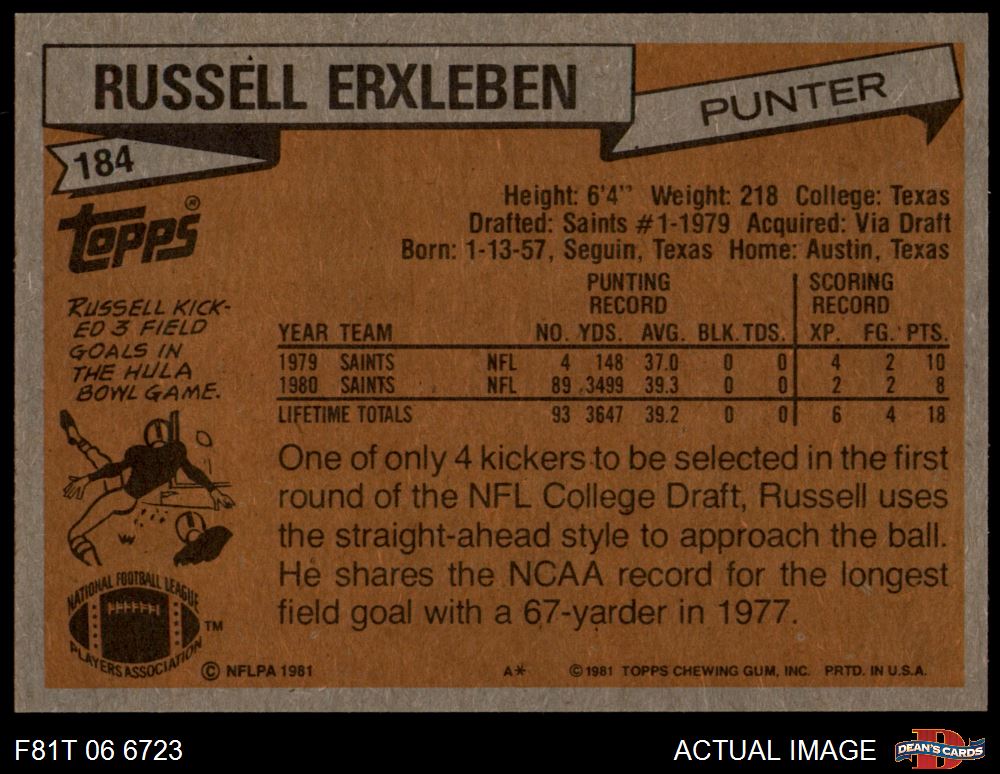 RUSSELL ERXLEBEN
PUNTER
184
TOPPS®
Height: 6'4" Weight: 218 College: Texas
Drafted: Saints #1-1979 Acquired: Via Draft
Born: 1-13-57, Seguin, Texas Home: Austin, Texas
RUSSELL KICK-
ED 3 FIELD
GOALS IN
THE HULA
BOWL GAME.
PUNTING SCORING
RECORD RECORD
YEAR TEAM NO. YDS. AVG. BLK. TDS. XP. FG. PTS.
1979 SAINTS NFL 4 148 37.0 0 0 4 2 10
1980 SAINTS NFL 89 3499 39.3 0 0 2 2 8
LIFETIME TOTALS 93 3647 39.2 0 0 6 4 18
One of only 4 kickers to be selected in the first
round of the NFL College Draft, Russell uses
the straight-ahead style to approach the ball.
He shares the NCAA record for the longest
field goal with a 67-yarder in 1977.
NATIONAL FOOTBALL LEAGUE
PLAYERS ASSOCIATION TM
© NFLPA 1981 A* © 1981 TOPPS CHEWING GUM, INC. PRTD. IN U.S.A.
F81T 06 6723 ACTUAL IMAGE D DEAN'S CARDS